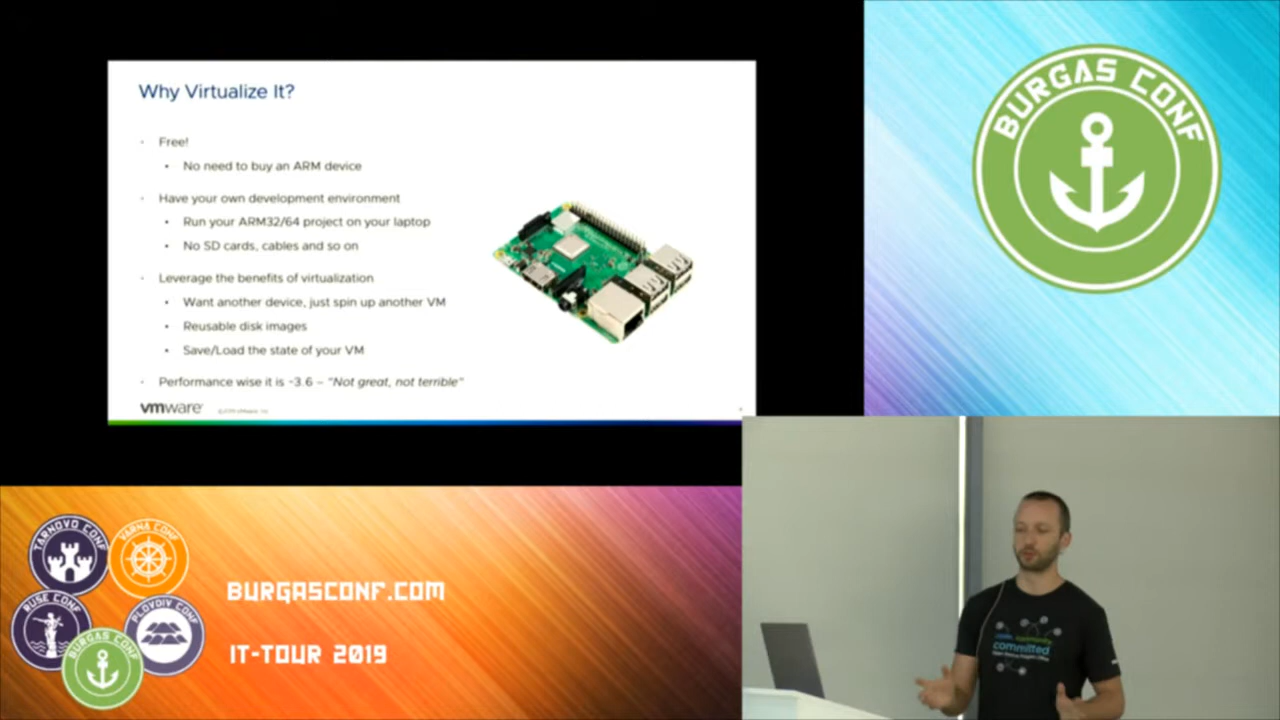 Why Virtualize It?
Free!
No need to buy an ARM device
Have your own development environment
Run your ARM32/64 project on your laptop
No SD cards, cables and so on
Leverage the benefits of virtualization
Want another device, just spin up another VM
Reusable disk images
Save/Load the state of your VM
Performance wise it is ~3.6 – "Not great, not terrible"
vmware
BURGAS CONF
TARNOVO CONF
VARNA CONF
RUSE CONF
PLOVDIV CONF
BURGAS CONF
BURGASCONF.COM
IT-TOUR 2019
committed